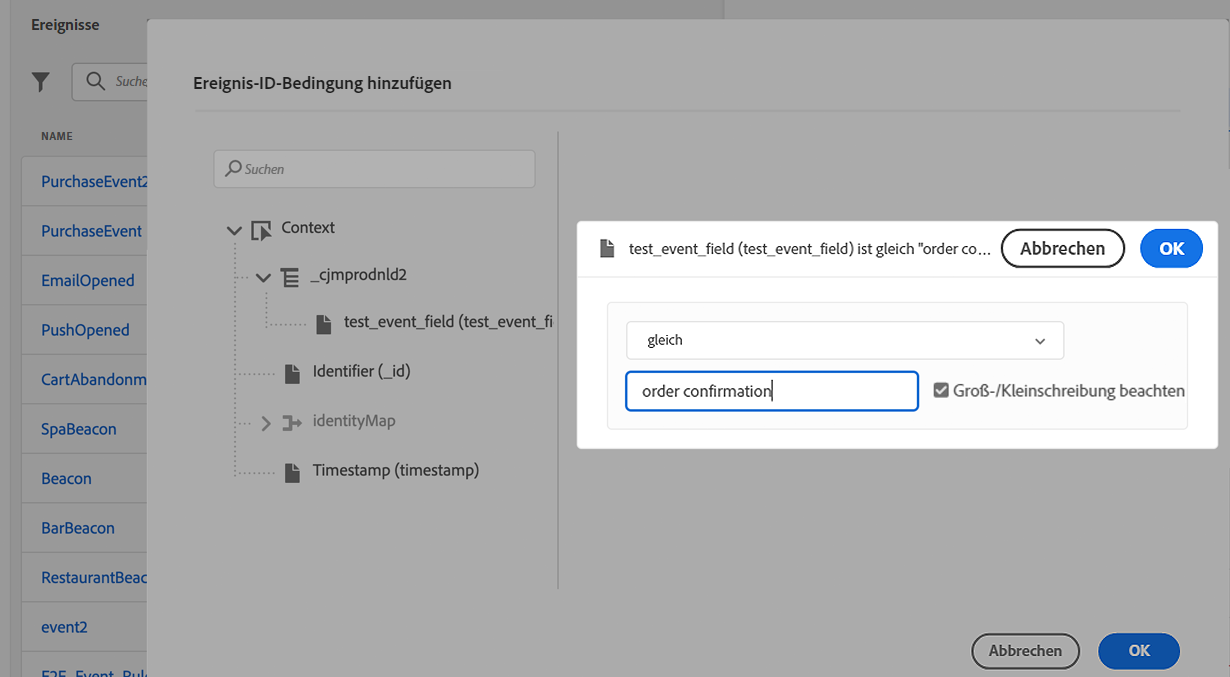 Ereignisse
Suche
NAME
PurchaseEvent2
PurchaseEvent
EmailOpened
PushOpened
CartAbandonm
SpaBeacon
Beacon
BarBeacon
RestaurantBeac
event2
Ereignis-ID-Bedingung hinzufügen
Suchen
Context
_cjmprodnld2
test_event_field (test_event_fi
Identifier (_id)
identityMap
Timestamp (timestamp)
test_event_field (test_event_field) ist gleich "order co... Abbrechen OK
gleich
order confirmation Groß-/Kleinschreibung beachten
Abbrechen OK